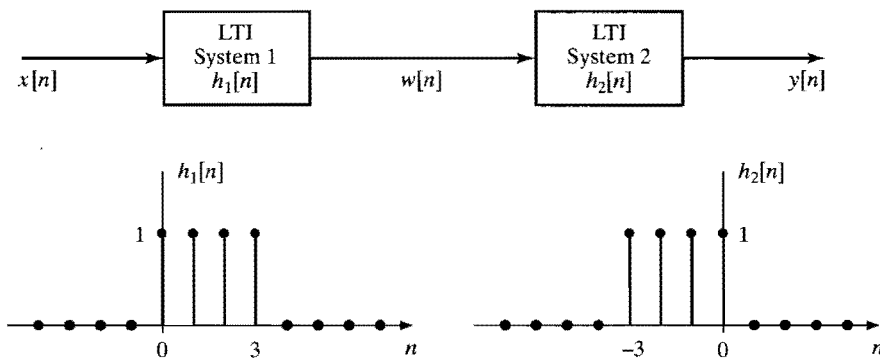 LTI
System 1
h₁[n]
LTI
System 2
h₂[n]
x[n]
w[n]
y[n]
h₁[n]
1
0
3
n
h₂[n]
1
−3
0
n